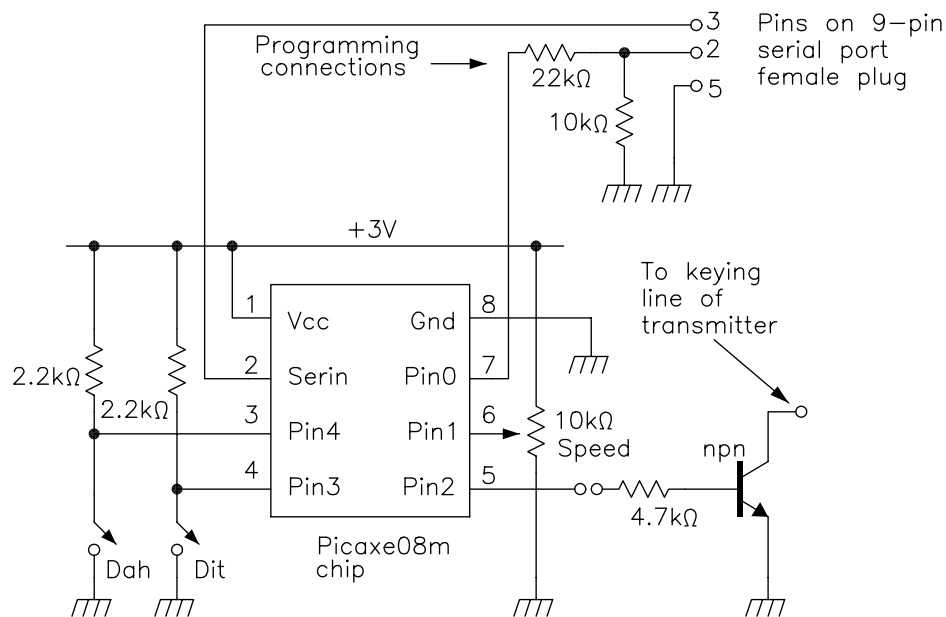 3
Pins on 9-pin
2
serial port
5
female plug
Programming
connections
22kΩ
10kΩ
+3V
To keying
line of
transmitter
1
Vcc
Gnd
8
2
Serin
Pin0
7
2.2kΩ
2.2kΩ
3
Pin4
Pin1
6
10kΩ
Speed
4
Pin3
Pin2
5
npn
4.7kΩ
Dah
Dit
Picaxe08m
chip